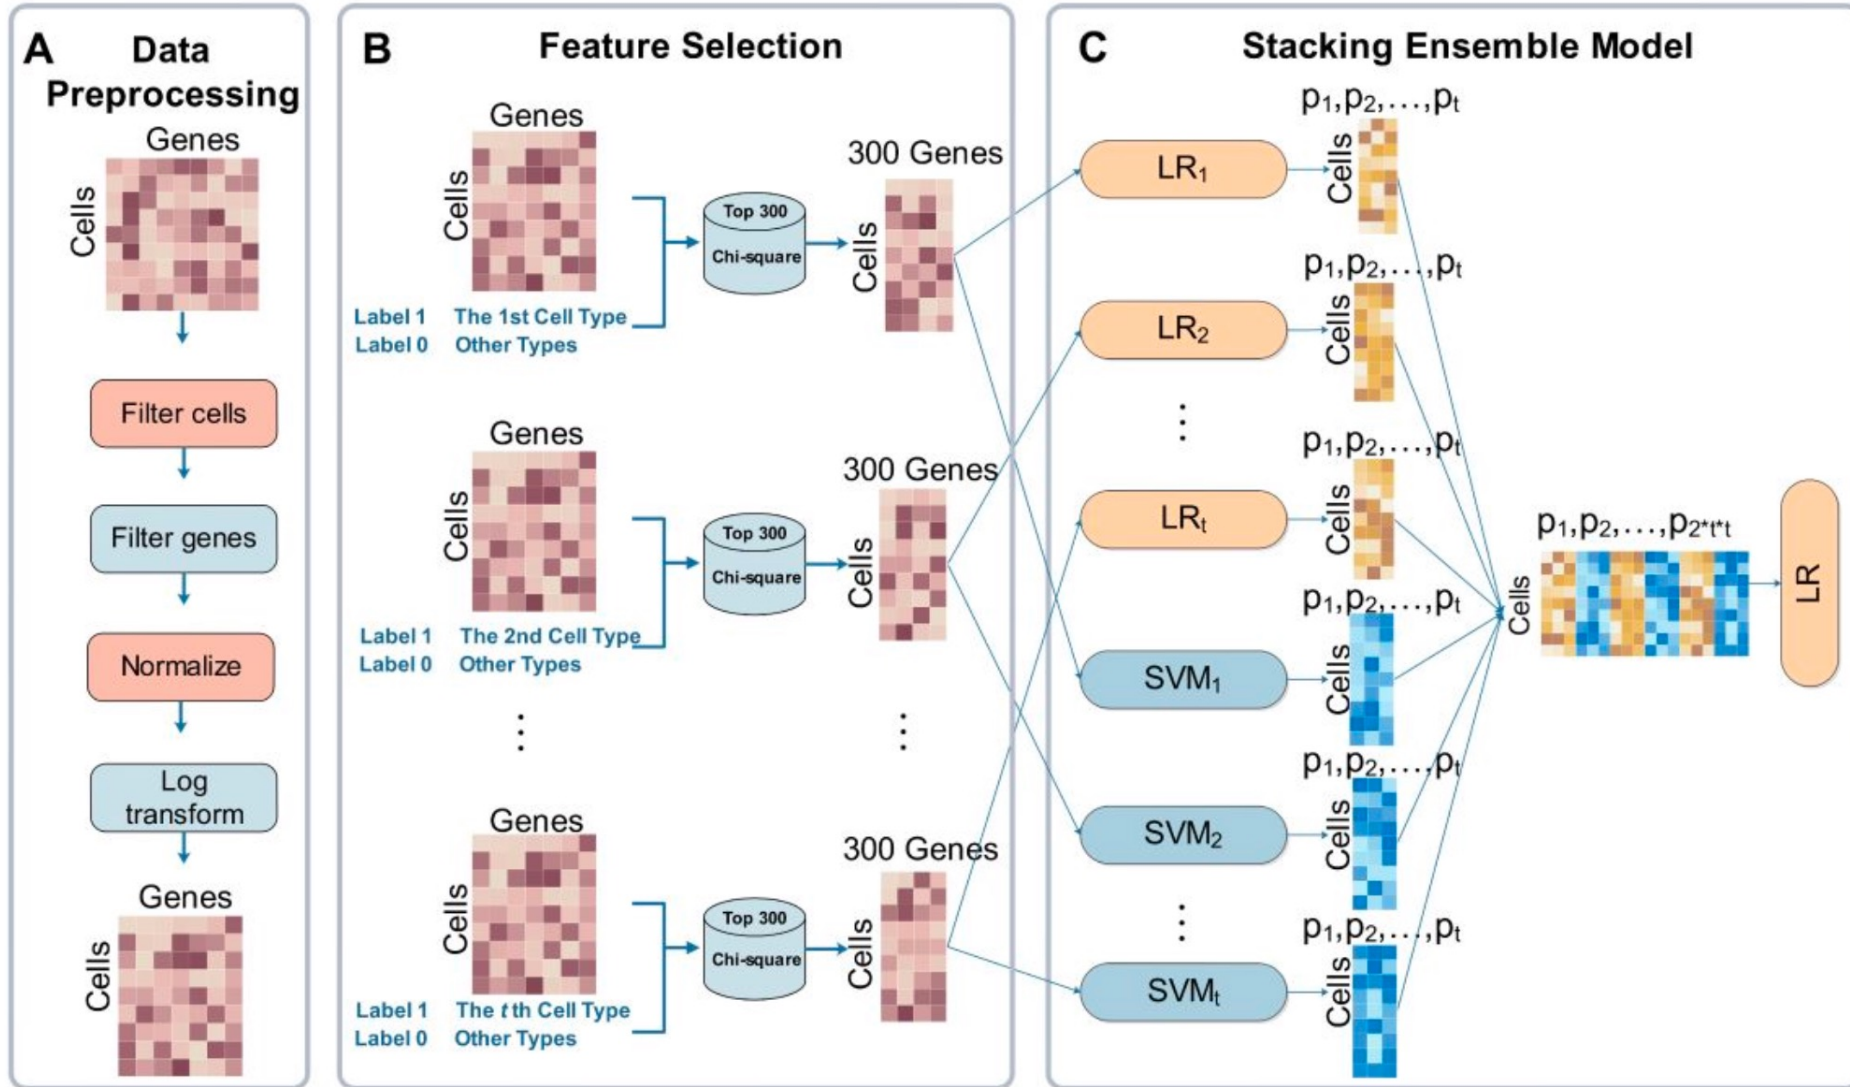 A Data
Preprocessing
Genes
Cells
Filter cells
Filter genes
Normalize
Log
transform
Genes
Cells
B Feature Selection
Genes
Cells
Label 1 The 1st Cell Type
Label 0 Other Types
Top 300
Chi-square
300 Genes
Cells
Genes
Cells
Label 1 The 2nd Cell Type
Label 0 Other Types
Top 300
Chi-square
300 Genes
Cells
⋮
⋮
Genes
Cells
Label 1 The t th Cell Type
Label 0 Other Types
Top 300
Chi-square
300 Genes
Cells
C Stacking Ensemble Model
LR₁
p₁,p₂,...,pₜ
Cells
LR₂
p₁,p₂,...,pₜ
Cells
⋮
LRₜ
p₁,p₂,...,pₜ
Cells
SVM₁
p₁,p₂,...,pₜ
Cells
SVM₂
p₁,p₂,...,pₜ
Cells
⋮
SVMₜ
p₁,p₂,...,pₜ
Cells
p₁,p₂,...,p₂*ₜ*ₜ
Cells
LR